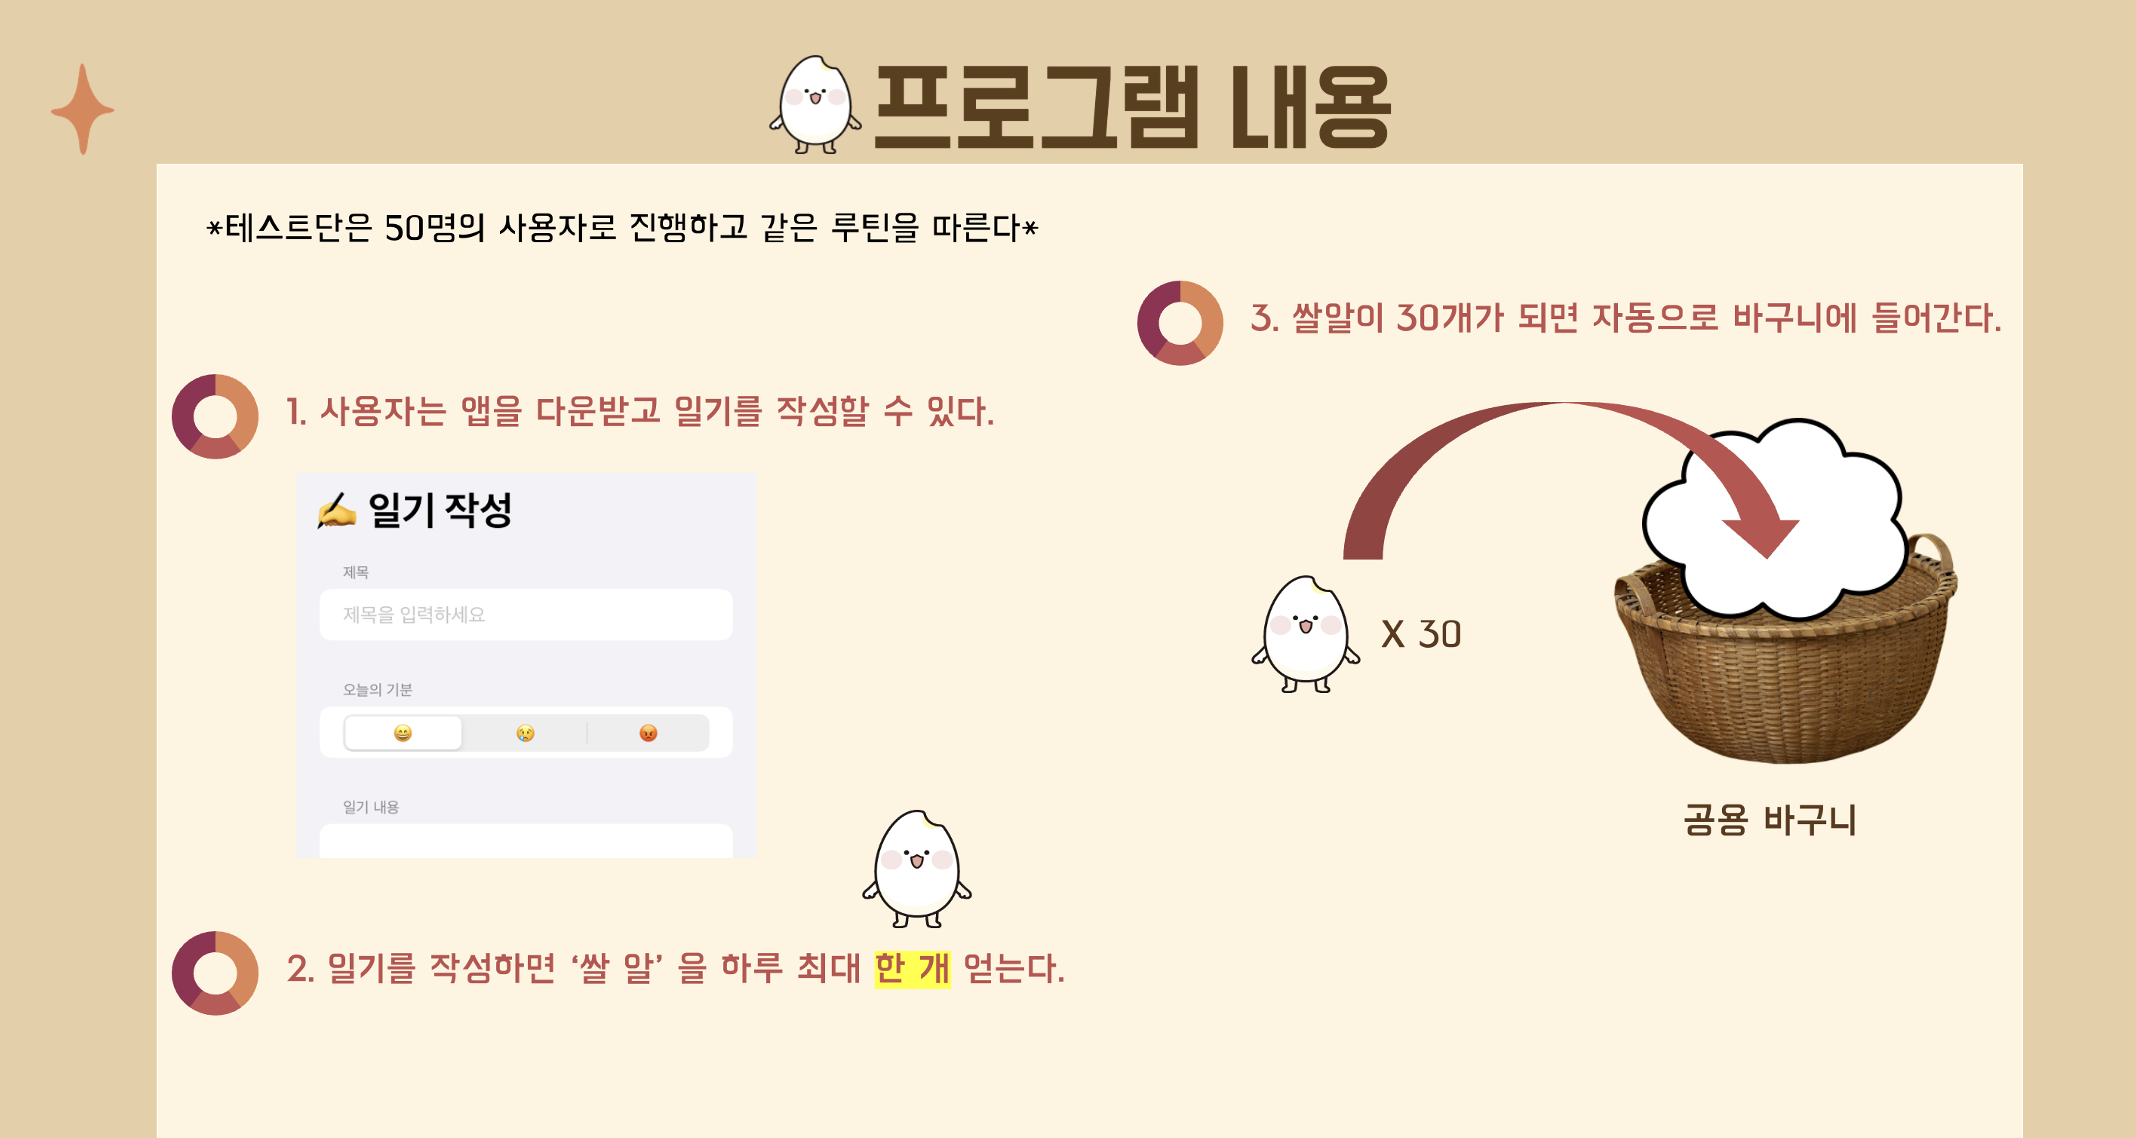 프로그램 내용
*테스트단은 50명의 사용자로 진행하고 같은 루틴을 따른다*
1. 사용자는 앱을 다운받고 일기를 작성할 수 있다.
✍️ 일기 작성
제목
제목을 입력하세요
오늘의 기분
😄 😢 😡
일기 내용
2. 일기를 작성하면 ‘쌀 알’ 을 하루 최대 한 개 얻는다.
3. 쌀알이 30개가 되면 자동으로 바구니에 들어간다.
X 30
공용 바구니